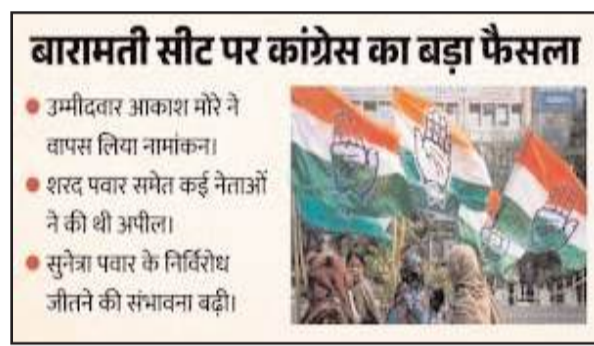 बारामती सीट पर कांग्रेस का बड़ा फैसला
उम्मीदवार आकाश मोरे ने
वापस लिया नामांकन।
शरद पवार समेत कई नेताओं
ने की थी अपील।
सुनेत्रा पवार के निर्विरोध
जीतने की संभावना बढ़ी।